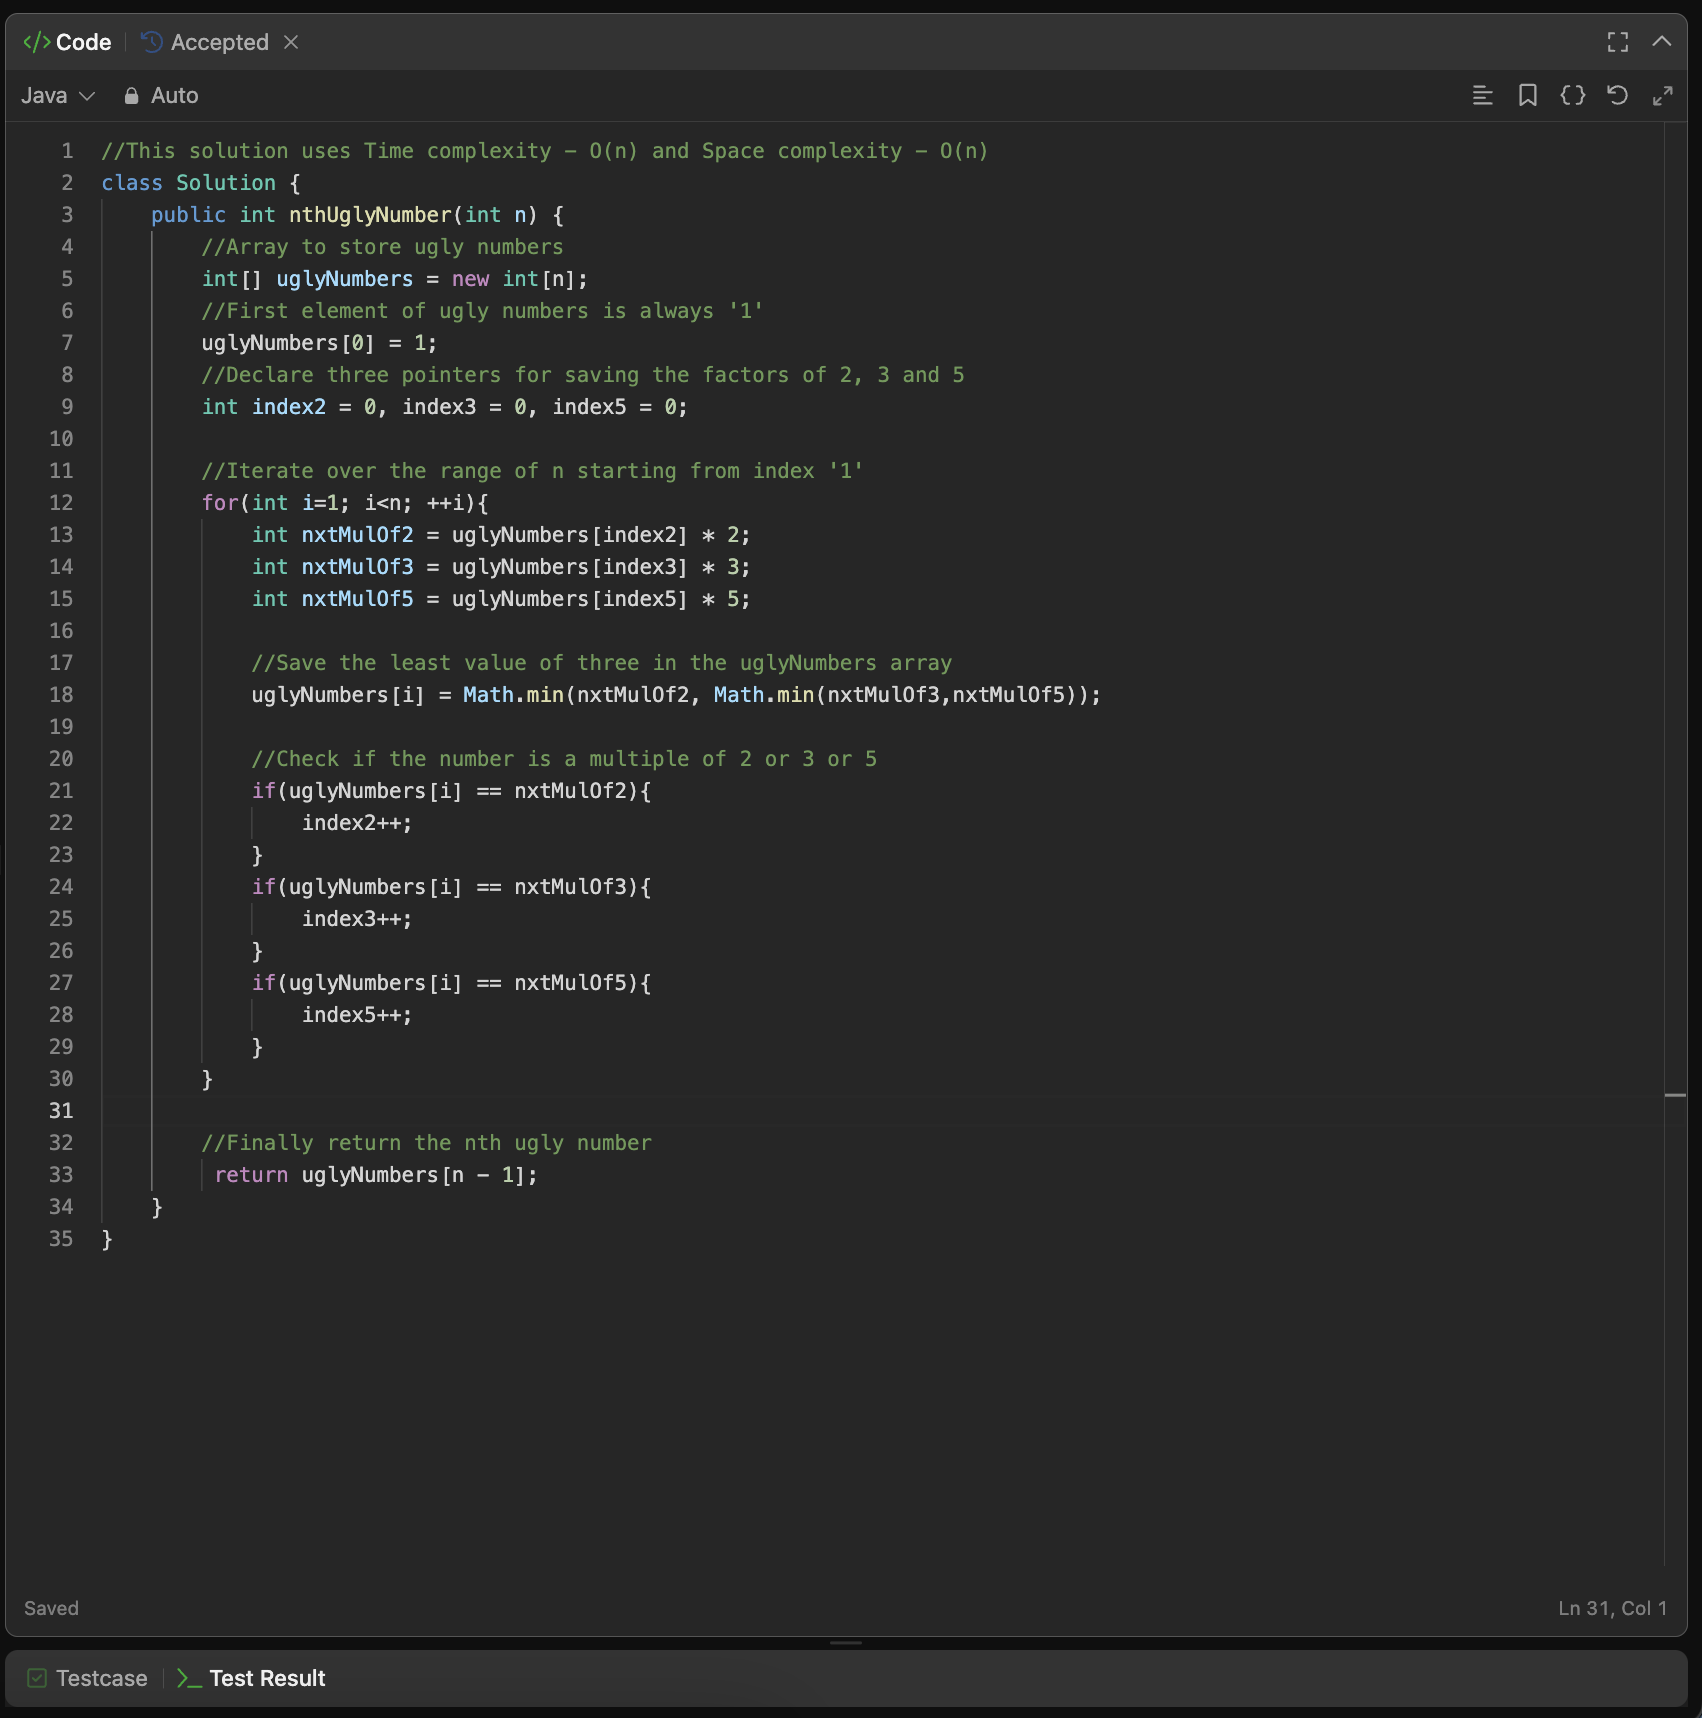 </> Code | Accepted ×
Java Auto
1 //This solution uses Time complexity - O(n) and Space complexity - O(n)
2 class Solution {
3     public int nthUglyNumber(int n) {
4         //Array to store ugly numbers
5         int[] uglyNumbers = new int[n];
6         //First element of ugly numbers is always '1'
7         uglyNumbers[0] = 1;
8         //Declare three pointers for saving the factors of 2, 3 and 5
9         int index2 = 0, index3 = 0, index5 = 0;
10
11         //Iterate over the range of n starting from index '1'
12         for(int i=1; i<n; ++i){
13             int nxtMulOf2 = uglyNumbers[index2] * 2;
14             int nxtMulOf3 = uglyNumbers[index3] * 3;
15             int nxtMulOf5 = uglyNumbers[index5] * 5;
16
17             //Save the least value of three in the uglyNumbers array
18             uglyNumbers[i] = Math.min(nxtMulOf2, Math.min(nxtMulOf3,nxtMulOf5));
19
20             //Check if the number is a multiple of 2 or 3 or 5
21             if(uglyNumbers[i] == nxtMulOf2){
22                 index2++;
23             }
24             if(uglyNumbers[i] == nxtMulOf3){
25                 index3++;
26             }
27             if(uglyNumbers[i] == nxtMulOf5){
28                 index5++;
29             }
30         }
31
32         //Finally return the nth ugly number
33          return uglyNumbers[n - 1];
34     }
35 }
Saved Ln 31, Col 1
Testcase | >_ Test Result